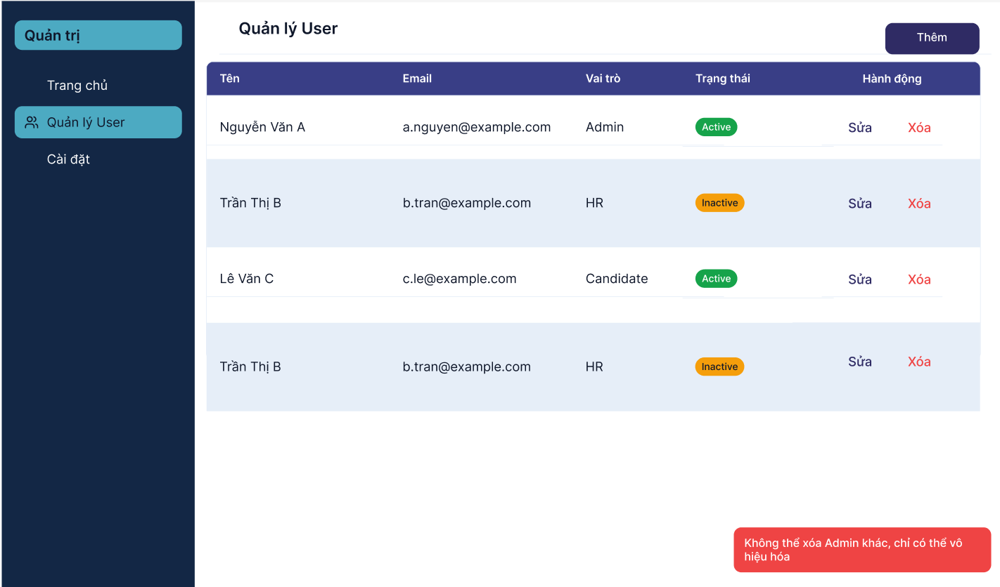 Quản trị
Trang chủ
Quản lý User
Cài đặt
Quản lý User
Thêm
Tên Email Vai trò Trạng thái Hành động
Nguyễn Văn A a.nguyen@example.com Admin Active Sửa Xóa
Trần Thị B b.tran@example.com HR Inactive Sửa Xóa
Lê Văn C c.le@example.com Candidate Active Sửa Xóa
Trần Thị B b.tran@example.com HR Inactive Sửa Xóa
Không thể xóa Admin khác, chỉ có thể vô
hiệu hóa